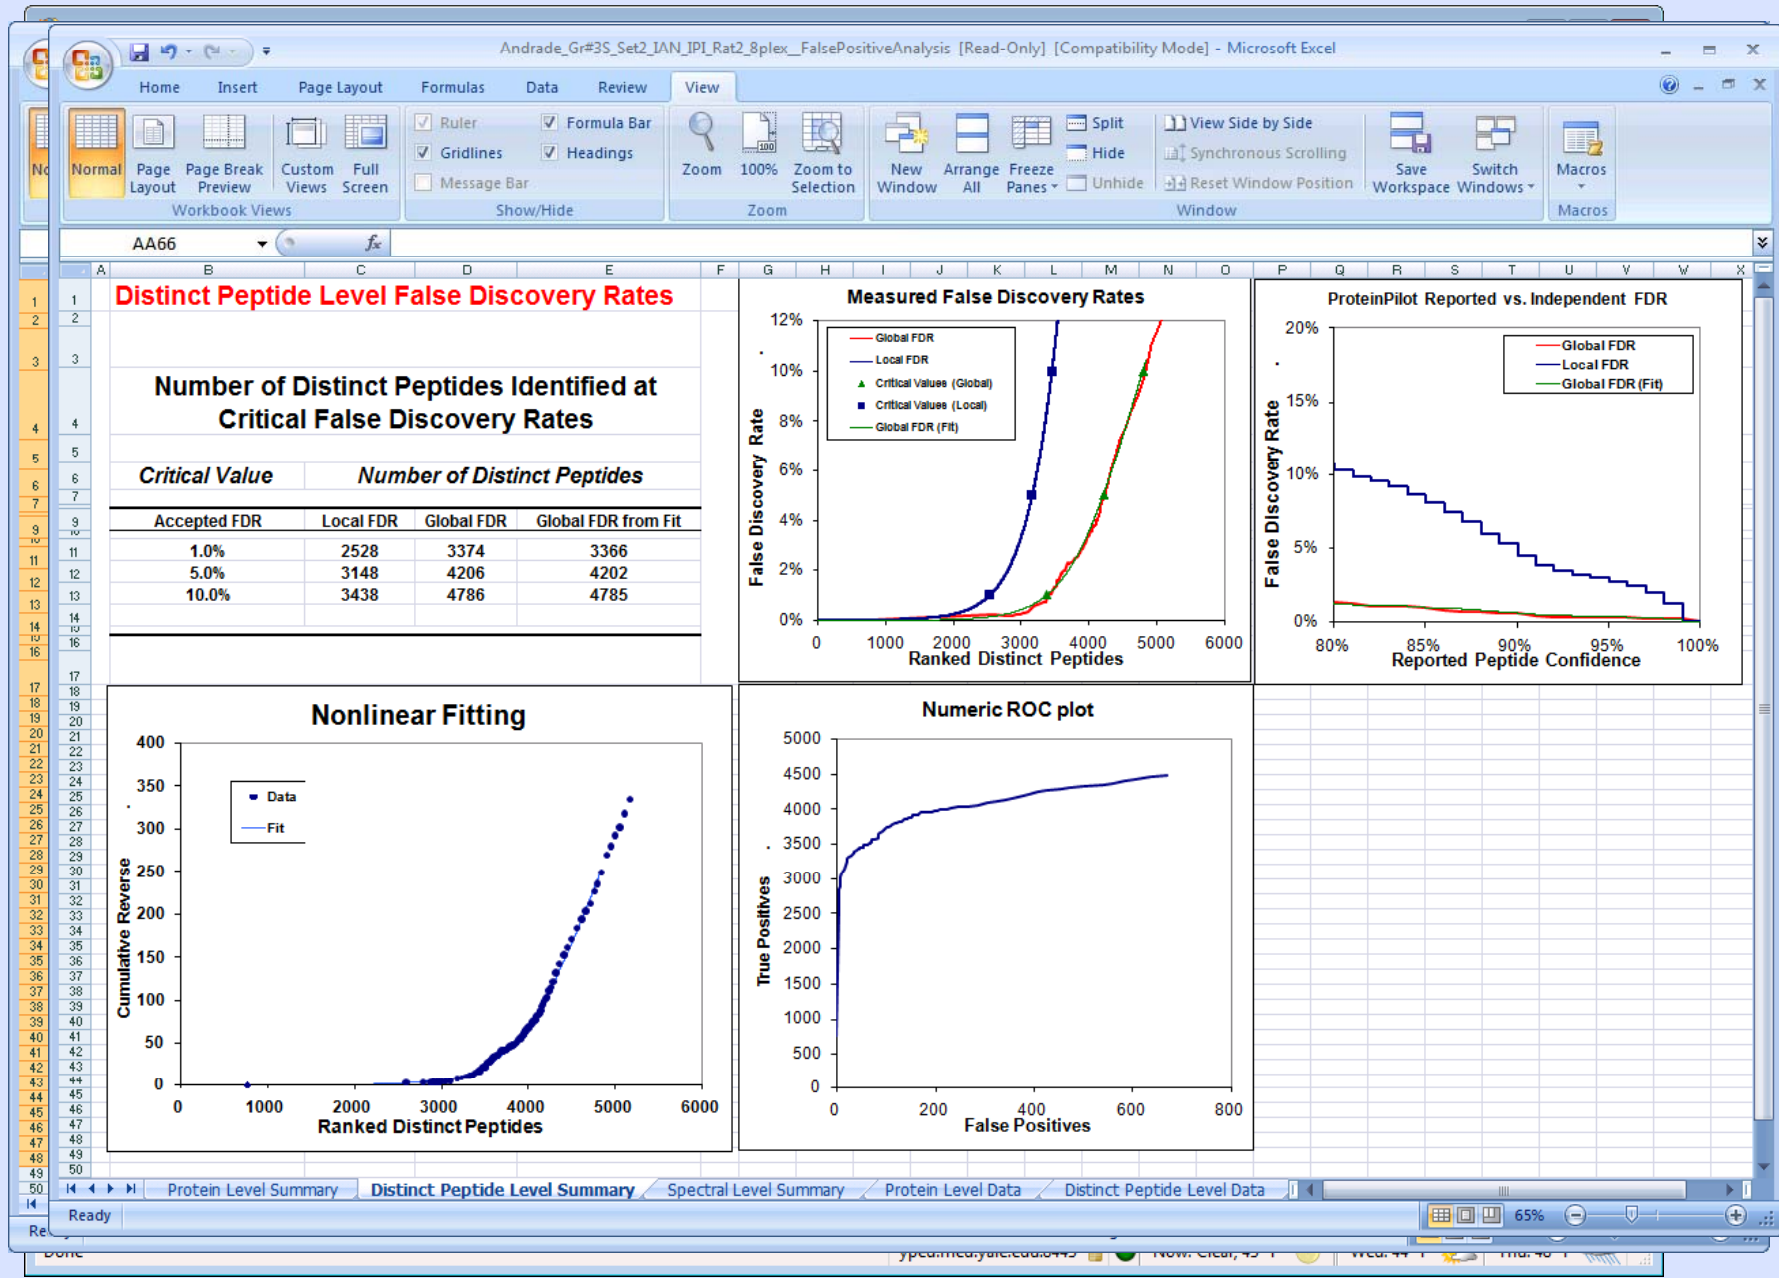 Andrade_Gr#3S_Set2_IAN_IPI_Rat2_8plex__FalsePositiveAnalysis [Read-Only] [Compatibility Mode] - Microsoft Excel
Home Insert Page Layout Formulas Data Review View
Normal
Page Layout
Page Break Preview
Custom Views
Full Screen
Workbook Views
Ruler
Gridlines
Message Bar
Formula Bar
Headings
Show/Hide
Zoom
100%
Zoom to Selection
Zoom
New Window
Arrange All
Freeze Panes
Split
Hide
Unhide
View Side by Side
Synchronous Scrolling
Reset Window Position
Save Workspace
Switch Windows
Window
Macros
Macros
AA66
fx
A B C D E F G H I J K L M N O P Q R S T U V W X
Distinct Peptide Level False Discovery Rates
Number of Distinct Peptides Identified at
Critical False Discovery Rates
Critical Value Number of Distinct Peptides
Accepted FDR Local FDR Global FDR Global FDR from Fit
1.0% 2528 3374 3366
5.0% 3148 4206 4202
10.0% 3438 4786 4785
Measured False Discovery Rates
Global FDR
Local FDR
Critical Values (Global)
Critical Values (Local)
Global FDR (Fit)
False Discovery Rate
12%
10%
8%
6%
4%
2%
0%
0 1000 2000 3000 4000 5000 6000
Ranked Distinct Peptides
ProteinPilot Reported vs. Independent FDR
Global FDR
Local FDR
Global FDR (Fit)
False Discovery Rate
20%
15%
10%
5%
0%
80% 85% 90% 95% 100%
Reported Peptide Confidence
Nonlinear Fitting
Data
Fit
Cumulative Reverse
400
350
300
250
200
150
100
50
0
0 1000 2000 3000 4000 5000 6000
Ranked Distinct Peptides
Numeric ROC plot
True Positives
5000
4500
4000
3500
3000
2500
2000
1500
1000
500
0
0 200 400 600 800
False Positives
Protein Level Summary Distinct Peptide Level Summary Spectral Level Summary Protein Level Data Distinct Peptide Level Data
Ready
65%